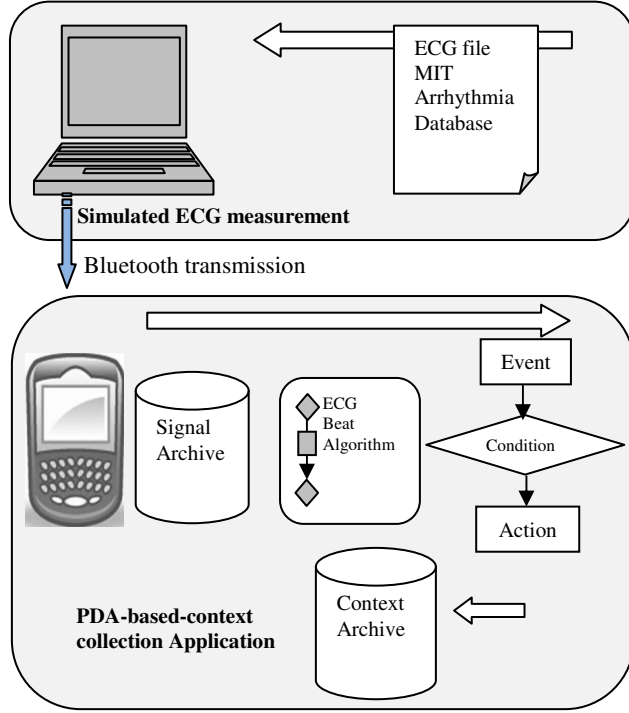 ECG file
MIT
Arrhythmia
Database
Simulated ECG measurement
Bluetooth transmission
Event
Signal
Archive
ECG
Beat
Algorithm
Condition
Action
Context
Archive
PDA-based-context
collection Application